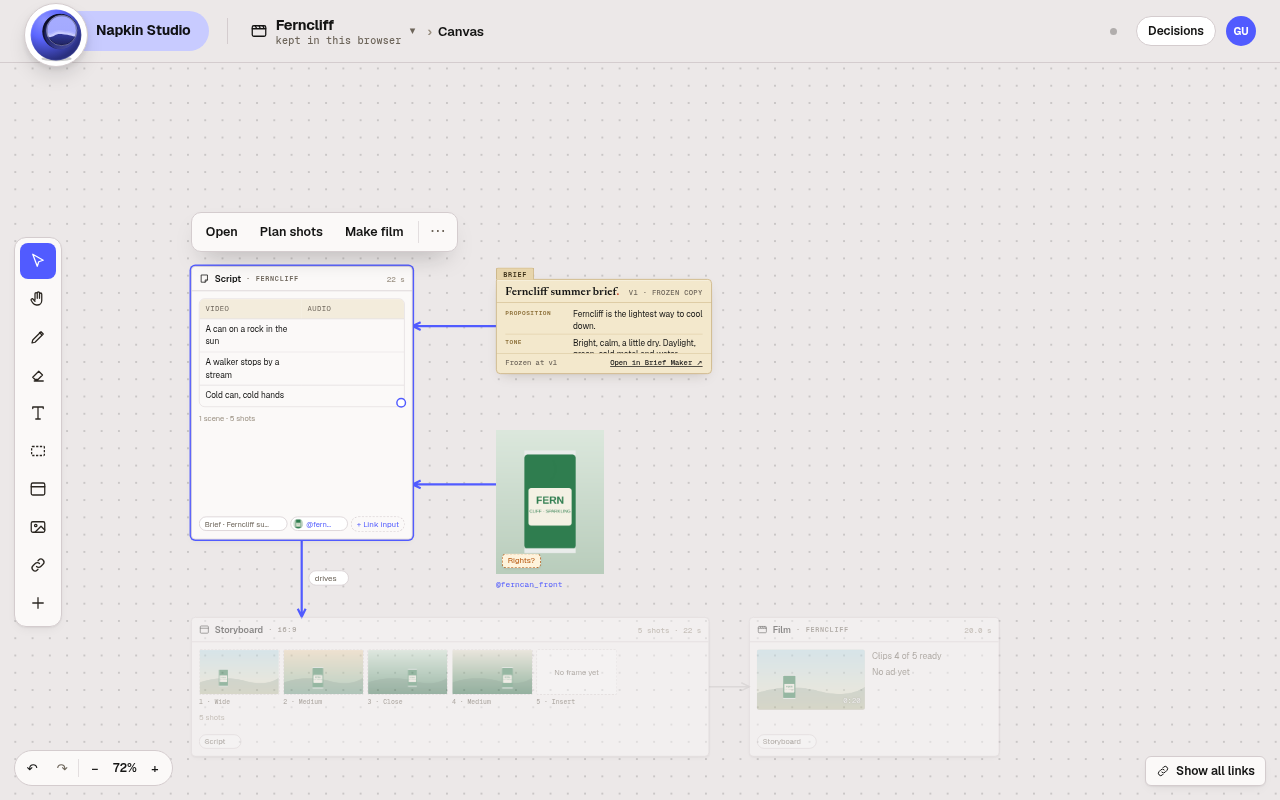 Napkin Studio
Ferncliff
kept in this browser
▾
› Canvas
Decisions
GU
Open
Plan shots
Make film
···
Script · FERNCLIFF
22 s
VIDEO
AUDIO
A can on a rock in the
sun
A walker stops by a
stream
Cold can, cold hands
1 scene · 5 shots
Brief · Ferncliff su…
@fern…
+ Link input
BRIEF
Ferncliff summer brief.
V1 · FROZEN COPY
PROPOSITION
Ferncliff is the lightest way to cool
down.
TONE
Bright, calm, a little dry. Daylight,
green, cold metal and water.
Frozen at v1
Open in Brief Maker ↗
FERN
Rights?
@ferncan_front
drives
Storyboard · 16:9
5 shots · 22 s
No frame yet
1 · Wide
2 · Medium
3 · Close
4 · Medium
5 · Insert
5 shots
Script
Film · FERNCLIFF
20.0 s
Clips 4 of 5 ready
No ad yet
Storyboard
↶
↷
−
72%
+
Show all links